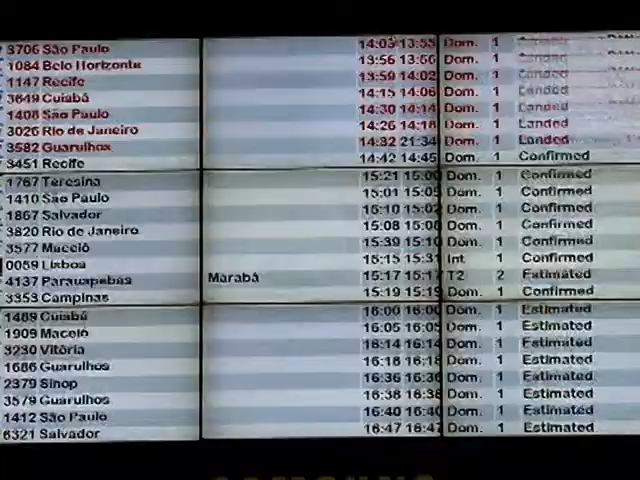 3706 São Paulo 14:03 13:55 Dom. 1
1084 Belo Horizonte 13:56 13:56 Dom. 1 Landed
1147 Recife 13:59 14:02 Dom. 1 Landed
3649 Cuiabá 14:15 14:06 Dom. 1 Landed
1408 São Paulo 14:30 14:14 Dom. 1 Landed
3026 Rio de Janeiro 14:26 14:18 Dom. 1 Landed
3582 Guarulhos 14:32 21:34 Dom. 1 Landed
3451 Recife 14:42 14:45 Dom. 1 Confirmed
1767 Teresina 15:21 15:00 Dom. 1 Confirmed
1410 São Paulo 15:01 15:05 Dom. 1 Confirmed
1867 Salvador 15:10 15:02 Dom. 1 Confirmed
3820 Rio de Janeiro 15:08 15:08 Dom. 1 Confirmed
3577 Maceió 15:39 15:10 Dom. 1 Confirmed
0059 Lisboa 15:15 15:31 Int 1 Confirmed
4137 Parauapebas Marabá 15:17 15:17 T2 2 Estimated
3353 Campinas 15:19 15:19 Dom. 1 Confirmed
1489 Cuiabá 16:00 16:00 Dom. 1 Estimated
1909 Maceió 16:05 16:05 Dom. 1 Estimated
3230 Vitória 16:14 16:14 Dom. 1 Estimated
1686 Guarulhos 16:18 16:18 Dom. 1 Estimated
2379 Sinop 16:36 16:36 Dom. 1 Estimated
3579 Guarulhos 16:38 16:38 Dom. 1 Estimated
1412 São Paulo 16:40 16:40 Dom. 1 Estimated
6321 Salvador 16:47 16:47 Dom. 1 Estimated